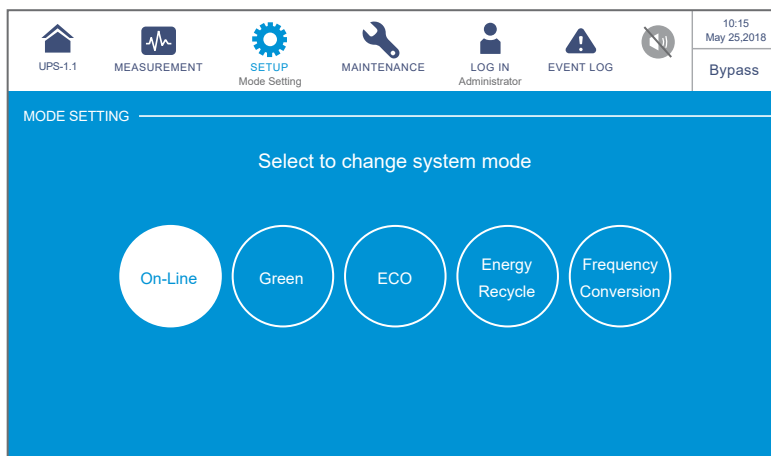 UPS-1.1
MEASUREMENT
SETUP
Mode Setting
MAINTENANCE
LOG IN
Administrator
EVENT LOG
10:15
May 25,2018
Bypass
MODE SETTING
Select to change system mode
On-Line
Green
ECO
Energy
Recycle
Frequency
Conversion